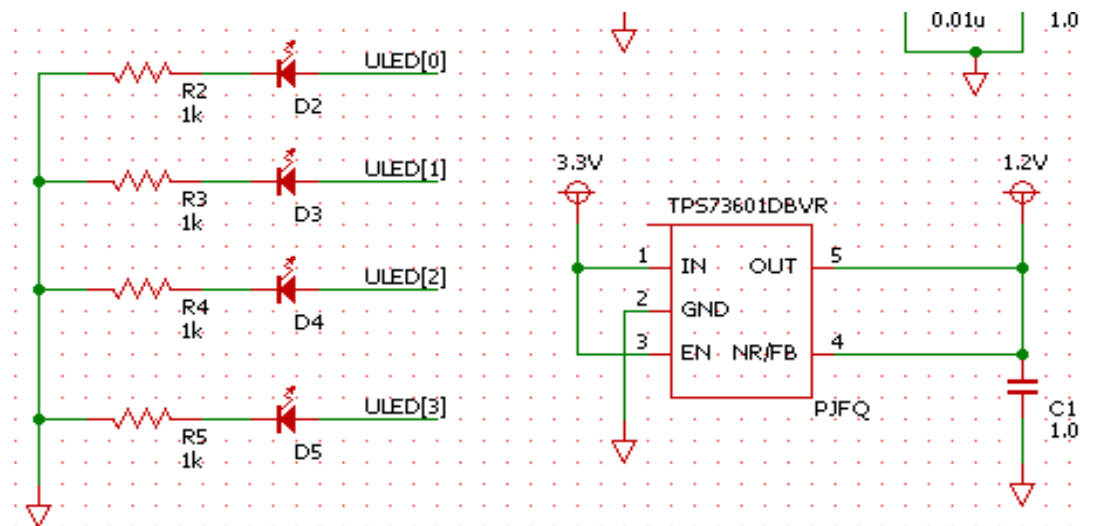 0.01u
1.0
ULED[0]
R2
1k
D2
ULED[1]
R3
1k
D3
ULED[2]
R4
1k
D4
ULED[3]
R5
1k
D5
3.3V
1.2V
TPS73601DBVR
1
IN
OUT
5
2
GND
3
EN
NR/FB
4
PJFQ
C1
1.0